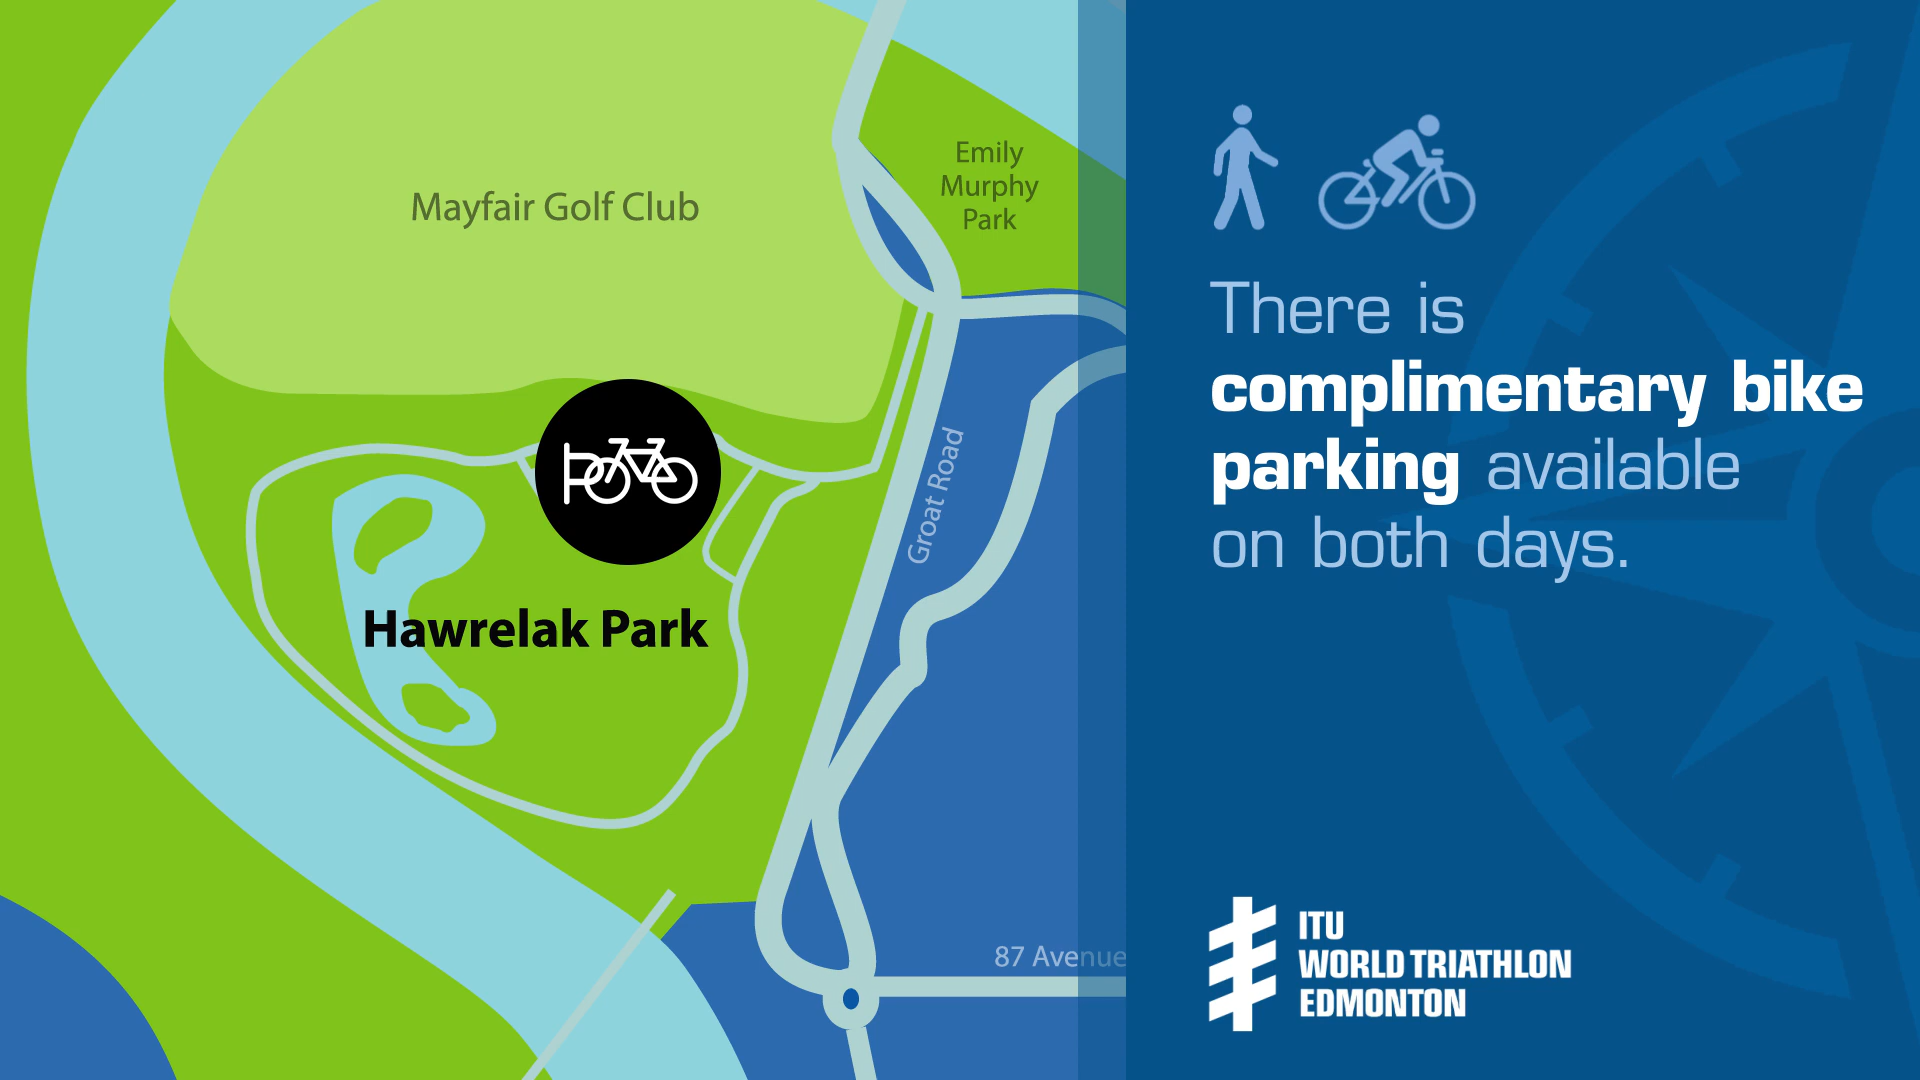 Mayfair Golf Club
Emily
Murphy
Park
Groat Road
Hawrelak Park
87 Avenue
There is
complimentary bike
parking available
on both days.
ITU
WORLD TRIATHLON
EDMONTON